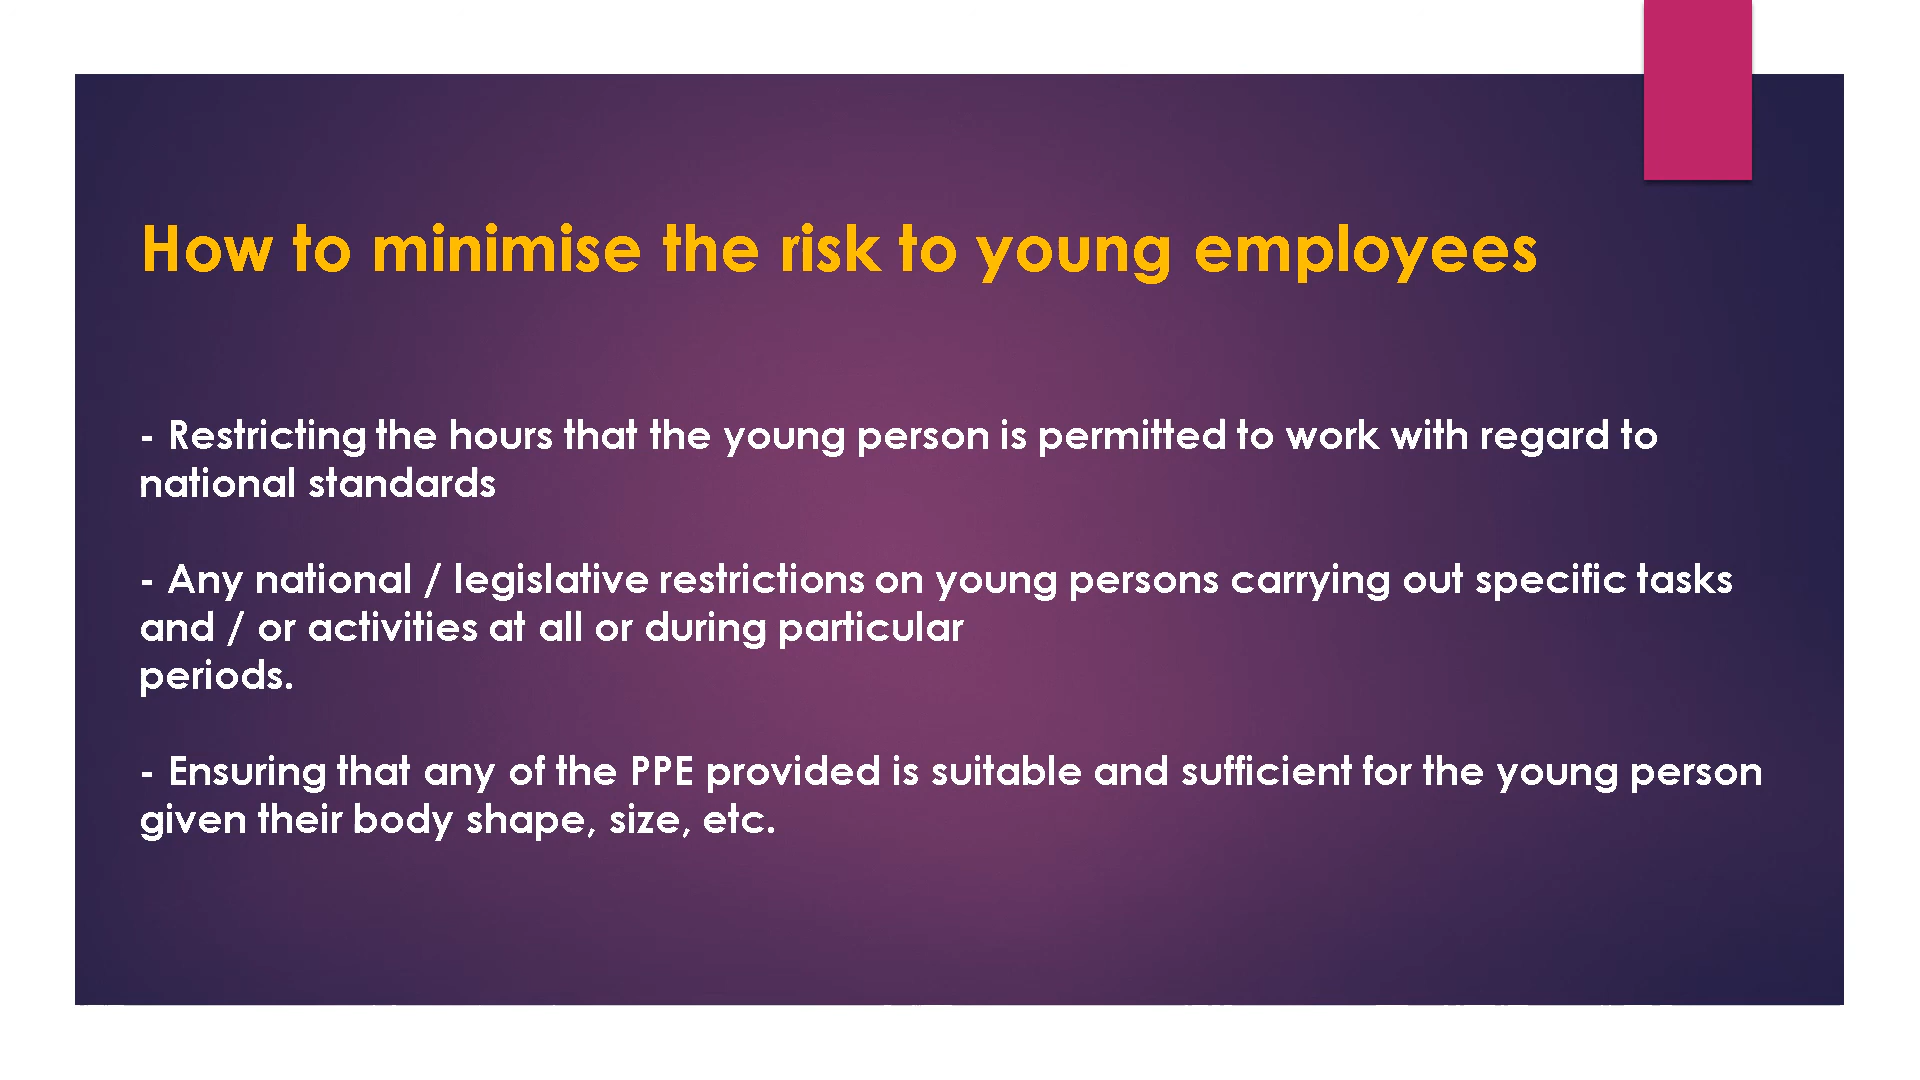 How to minimise the risk to young employees
- Restricting the hours that the young person is permitted to work with regard to
national standards
- Any national / legislative restrictions on young persons carrying out specific tasks
and / or activities at all or during particular
periods.
- Ensuring that any of the PPE provided is suitable and sufficient for the young person
given their body shape, size, etc.